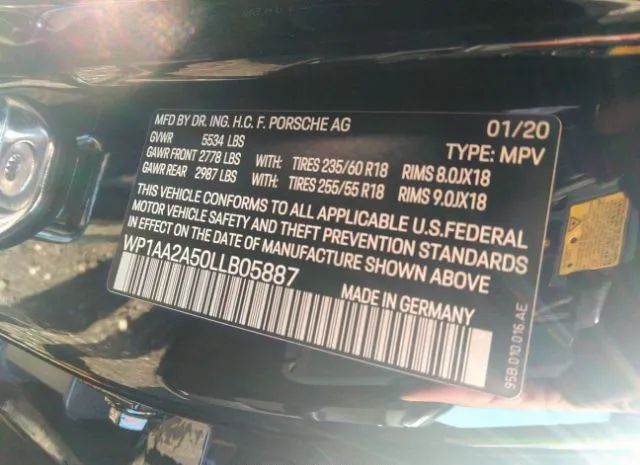 MFD BY DR. ING. H.C. F. PORSCHE AG 01/20
GVWR 5534 LBS TYPE: MPV
GAWR FRONT 2778 LBS WITH: TIRES 235/60 R18 RIMS 8.0JX18
GAWR REAR 2987 LBS WITH: TIRES 255/55 R18 RIMS 9.0JX18
THIS VEHICLE CONFORMS TO ALL APPLICABLE U.S.FEDERAL
MOTOR VEHICLE SAFETY AND THEFT PREVENTION STANDARDS
IN EFFECT ON THE DATE OF MANUFACTURE SHOWN ABOVE
WP1AA2A50LLB05887
MADE IN GERMANY
95B.010.016.AE